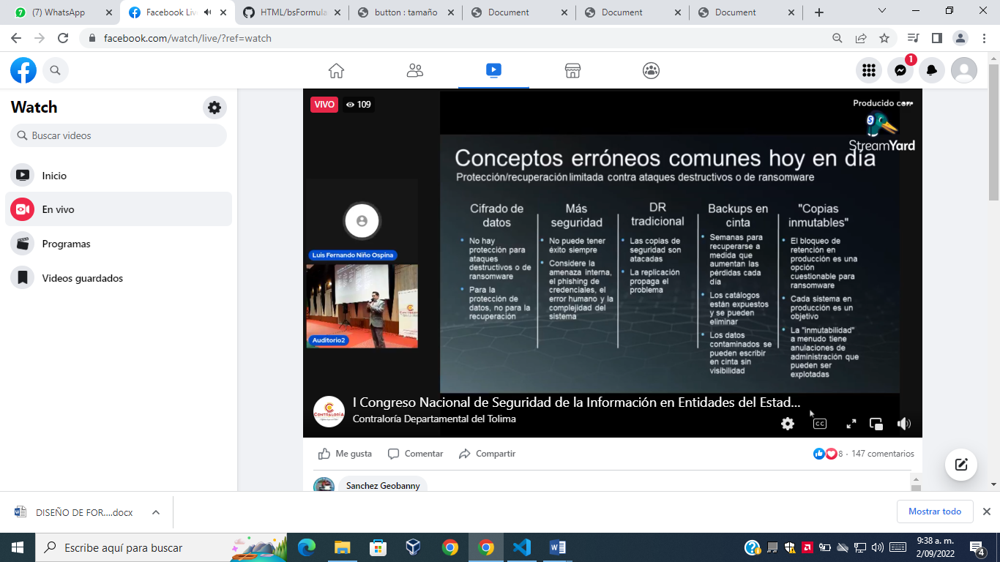 (7) WhatsApp
Facebook Live
HTML/bsFormula
button : tamaño
Document
Document
Document
facebook.com/watch/live/?ref=watch
1
Watch
Buscar videos
Inicio
En vivo
Programas
Videos guardados
VIVO
109
Producido con
StreamYard
Conceptos erróneos comunes hoy en día
Protección/recuperación limitada contra ataques destructivos o de ransomware
Cifrado de
datos
• No hay
protección para
ataques
destructivos o de
ransomware
• Para la
protección de
datos, no para la
recuperación
Más
seguridad
• No puede tener
éxito siempre
• Considere la
amenaza interna,
el phishing de
credenciales, el
error humano y la
complejidad del
sistema
DR
tradicional
• Las copias de
seguridad son
atacadas
• La replicación
propaga el
problema
Backups en
cinta
• Semanas para
recuperarse a
medida que
aumentan las
pérdidas cada
día
• Los catálogos
están expuestos
y se pueden
eliminar
• Los datos
contaminados se
pueden escribir
en cinta sin
visibilidad
"Copias
inmutables"
• El bloqueo de
retención en
producción es una
opción
cuestionable para
ransomware
• Cada sistema en
producción es un
objetivo
• La "inmutabilidad"
a menudo tiene
anulaciones de
administración que
pueden ser
explotadas
Luis Fernando Niño Ospina
Auditorio2
CONTRALORÍA
I Congreso Nacional de Seguridad de la Información en Entidades del Estad...
Contraloría Departamental del Tolima
CC
Me gusta
Comentar
Compartir
8 · 147 comentarios
Sanchez Geobanny
DISEÑO DE FOR....docx
Mostrar todo
Escribe aquí para buscar
9:38 a. m.
2/09/2022
4